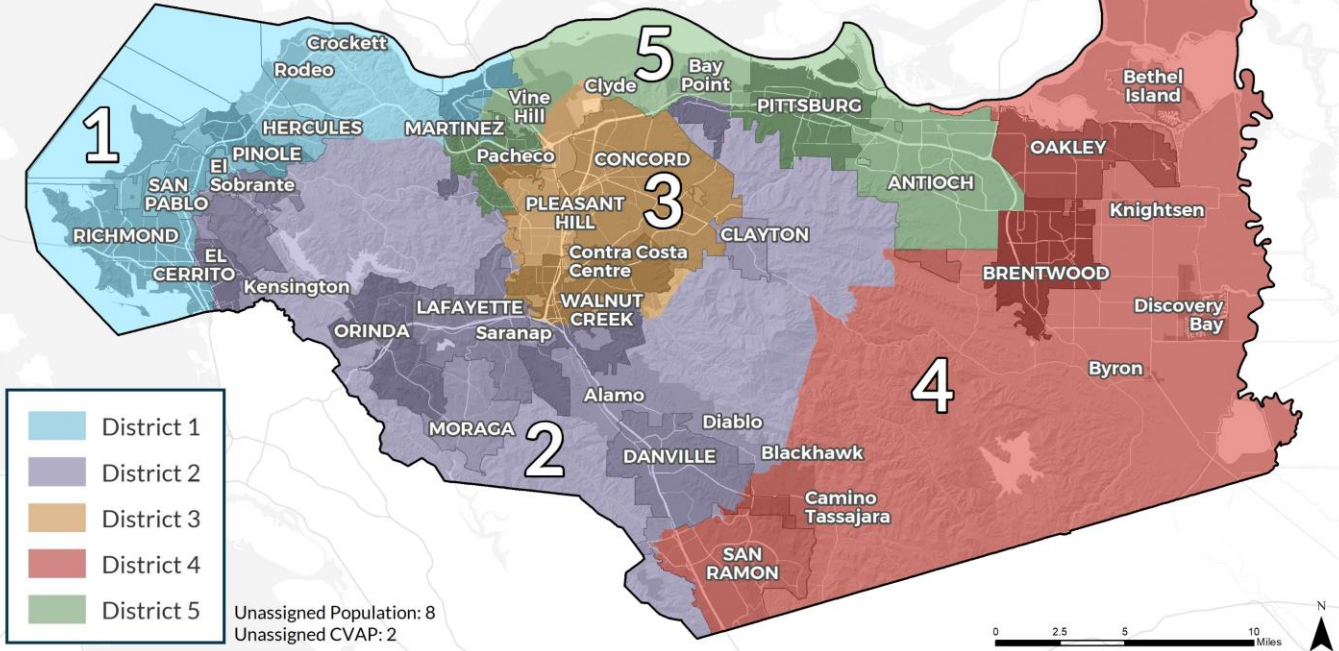 Crockett
Rodeo
1
HERCULES
PINOLE
El
Sobrante
SAN
PABLO
RICHMOND
EL
CERRITO
Kensington
MARTINEZ
Vine
Hill
Pacheco
5
Clyde
Bay
Point
PITTSBURG
ANTIOCH
CONCORD
3
PLEASANT
HILL
Contra Costa
Centre
WALNUT
CREEK
CLAYTON
LAFAYETTE
ORINDA
Saranap
Alamo
MORAGA
2
Diablo
DANVILLE
Blackhawk
Camino
Tassajara
SAN
RAMON
Bethel
Island
OAKLEY
Knightsen
BRENTWOOD
Discovery
Bay
Byron
4
District 1
District 2
District 3
District 4
District 5
Unassigned Population: 8
Unassigned CVAP: 2
0 2.5 5 10
Miles
N